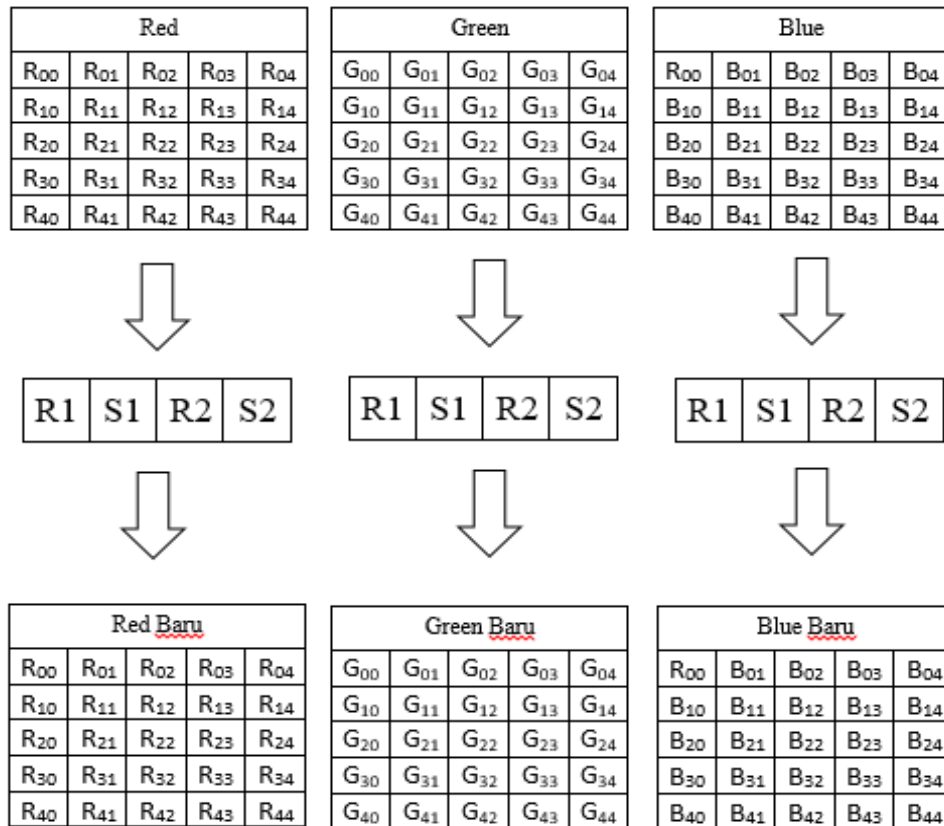 Red Green Blue
R00 R01 R02 R03 R04 G00 G01 G02 G03 G04 R00 B01 B02 B03 B04
R10 R11 R12 R13 R14 G10 G11 G12 G13 G14 B10 B11 B12 B13 B14
R20 R21 R22 R23 R24 G20 G21 G22 G23 G24 B20 B21 B22 B23 B24
R30 R31 R32 R33 R34 G30 G31 G32 G33 G34 B30 B31 B32 B33 B34
R40 R41 R42 R43 R44 G40 G41 G42 G43 G44 B40 B41 B42 B43 B44
R1 S1 R2 S2 R1 S1 R2 S2 R1 S1 R2 S2
Red Baru Green Baru Blue Baru
R00 R01 R02 R03 R04 G00 G01 G02 G03 G04 R00 B01 B02 B03 B04
R10 R11 R12 R13 R14 G10 G11 G12 G13 G14 B10 B11 B12 B13 B14
R20 R21 R22 R23 R24 G20 G21 G22 G23 G24 B20 B21 B22 B23 B24
R30 R31 R32 R33 R34 G30 G31 G32 G33 G34 B30 B31 B32 B33 B34
R40 R41 R42 R43 R44 G40 G41 G42 G43 G44 B40 B41 B42 B43 B44